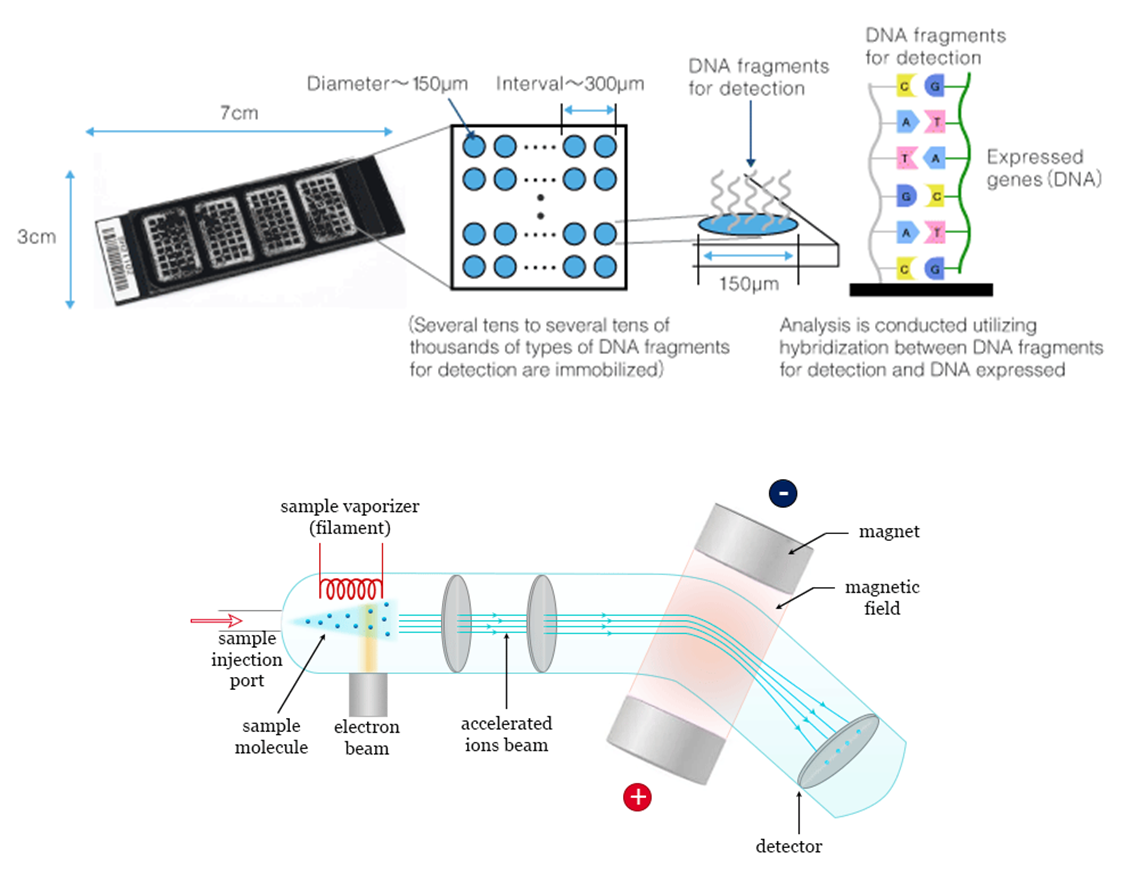 DNA fragments
for detection
Diameter～150μm
Interval～300μm
DNA fragments
for detection
7cm
3cm
C G
A T
T A
G C
A T
C G
Expressed
genes (DNA)
150μm
(Several tens to several tens of
thousands of types of DNA fragments
for detection are immobilized)
Analysis is conducted utilizing
hybridization between DNA fragments
for detection and DNA expressed
sample vaporizer
(filament)
-
magnet
magnetic
field
sample
injection
port
sample
molecule
electron
beam
accelerated
ions beam
+
detector